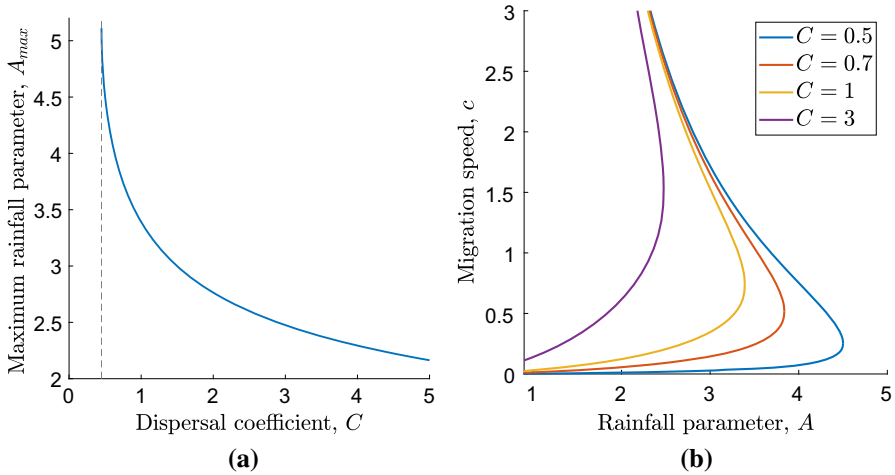 Maximum rainfall parameter, A_max
5
4.5
4
3.5
3
2.5
2
0 1 2 3 4 5
Dispersal coefficient, C
(a)
Migration speed, c
3
2.5
2
1.5
1
0.5
0
1 2 3 4 5
Rainfall parameter, A
C = 0.5
C = 0.7
C = 1
C = 3
(b)